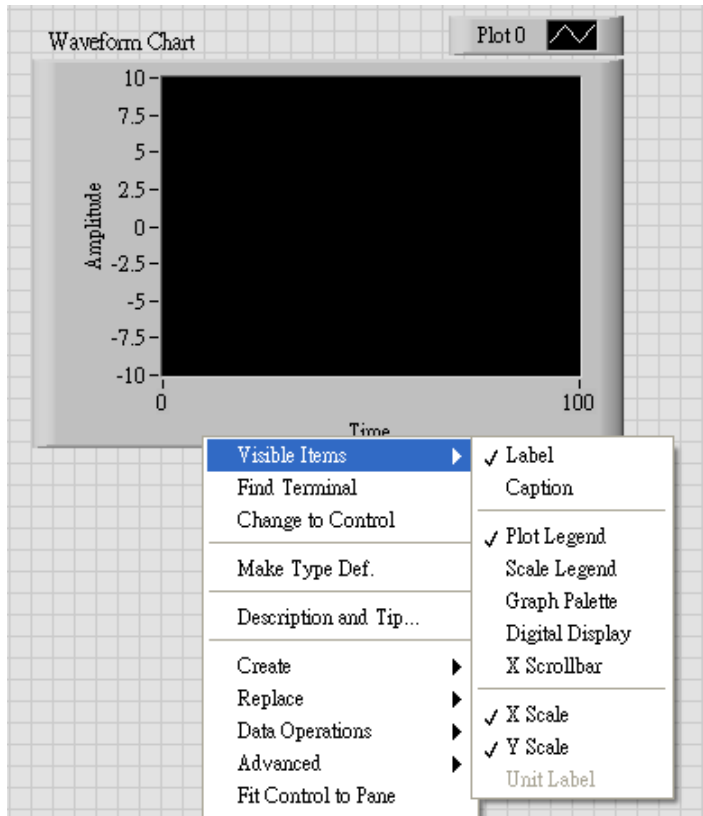 Waveform Chart
Plot 0
10
7.5
5
2.5
0
-2.5
-5
-7.5
-10
Amplitude
0
100
Time
Visible Items
Find Terminal
Change to Control
Make Type Def.
Description and Tip...
Create
Replace
Data Operations
Advanced
Fit Control to Pane
Label
Caption
Plot Legend
Scale Legend
Graph Palette
Digital Display
X Scrollbar
X Scale
Y Scale
Unit Label